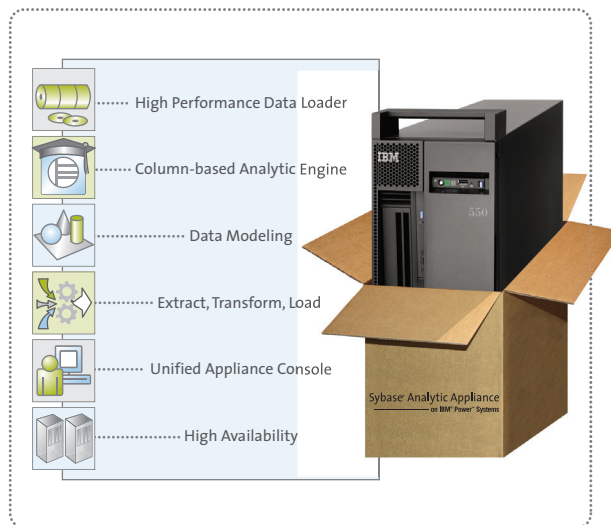 High Performance Data Loader
Column-based Analytic Engine
Data Modeling
Extract, Transform, Load
Unified Appliance Console
High Availability
IBM
550
Sybase® Analytic Appliance
on IBM® Power™ Systems